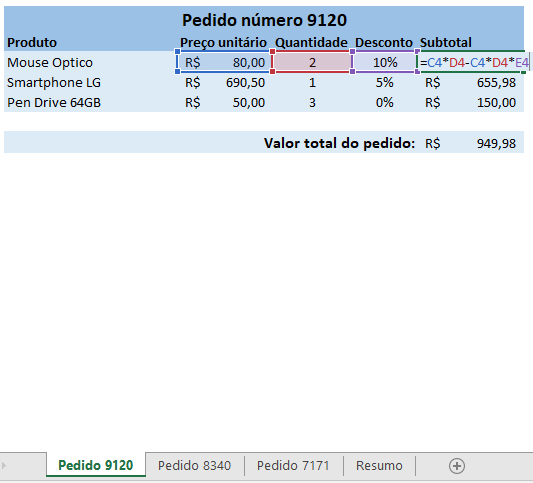 Pedido número 9120
Produto Preço unitário Quantidade Desconto Subtotal
Mouse Optico R$ 80,00 2 10% =C4*D4-C4*D4*E4
Smartphone LG R$ 690,50 1 5% R$ 655,98
Pen Drive 64GB R$ 50,00 3 0% R$ 150,00
Valor total do pedido: R$ 949,98
Pedido 9120 Pedido 8340 Pedido 7171 Resumo